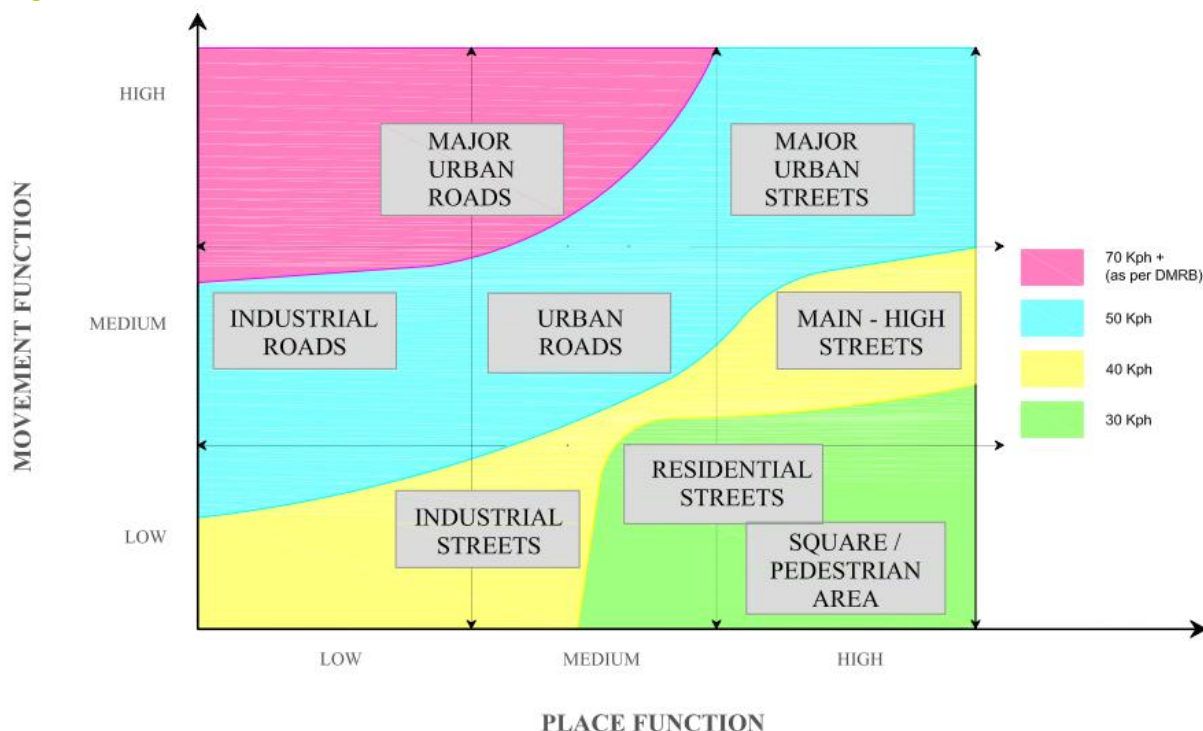 HIGH
MEDIUM
LOW
MOVEMENT FUNCTION
MAJOR
URBAN
ROADS
MAJOR
URBAN
STREETS
INDUSTRIAL
ROADS
URBAN
ROADS
MAIN - HIGH
STREETS
INDUSTRIAL
STREETS
RESIDENTIAL
STREETS
SQUARE /
PEDESTRIAN
AREA
70 Kph +
(as per DMRB)
50 Kph
40 Kph
30 Kph
LOW
MEDIUM
HIGH
PLACE FUNCTION